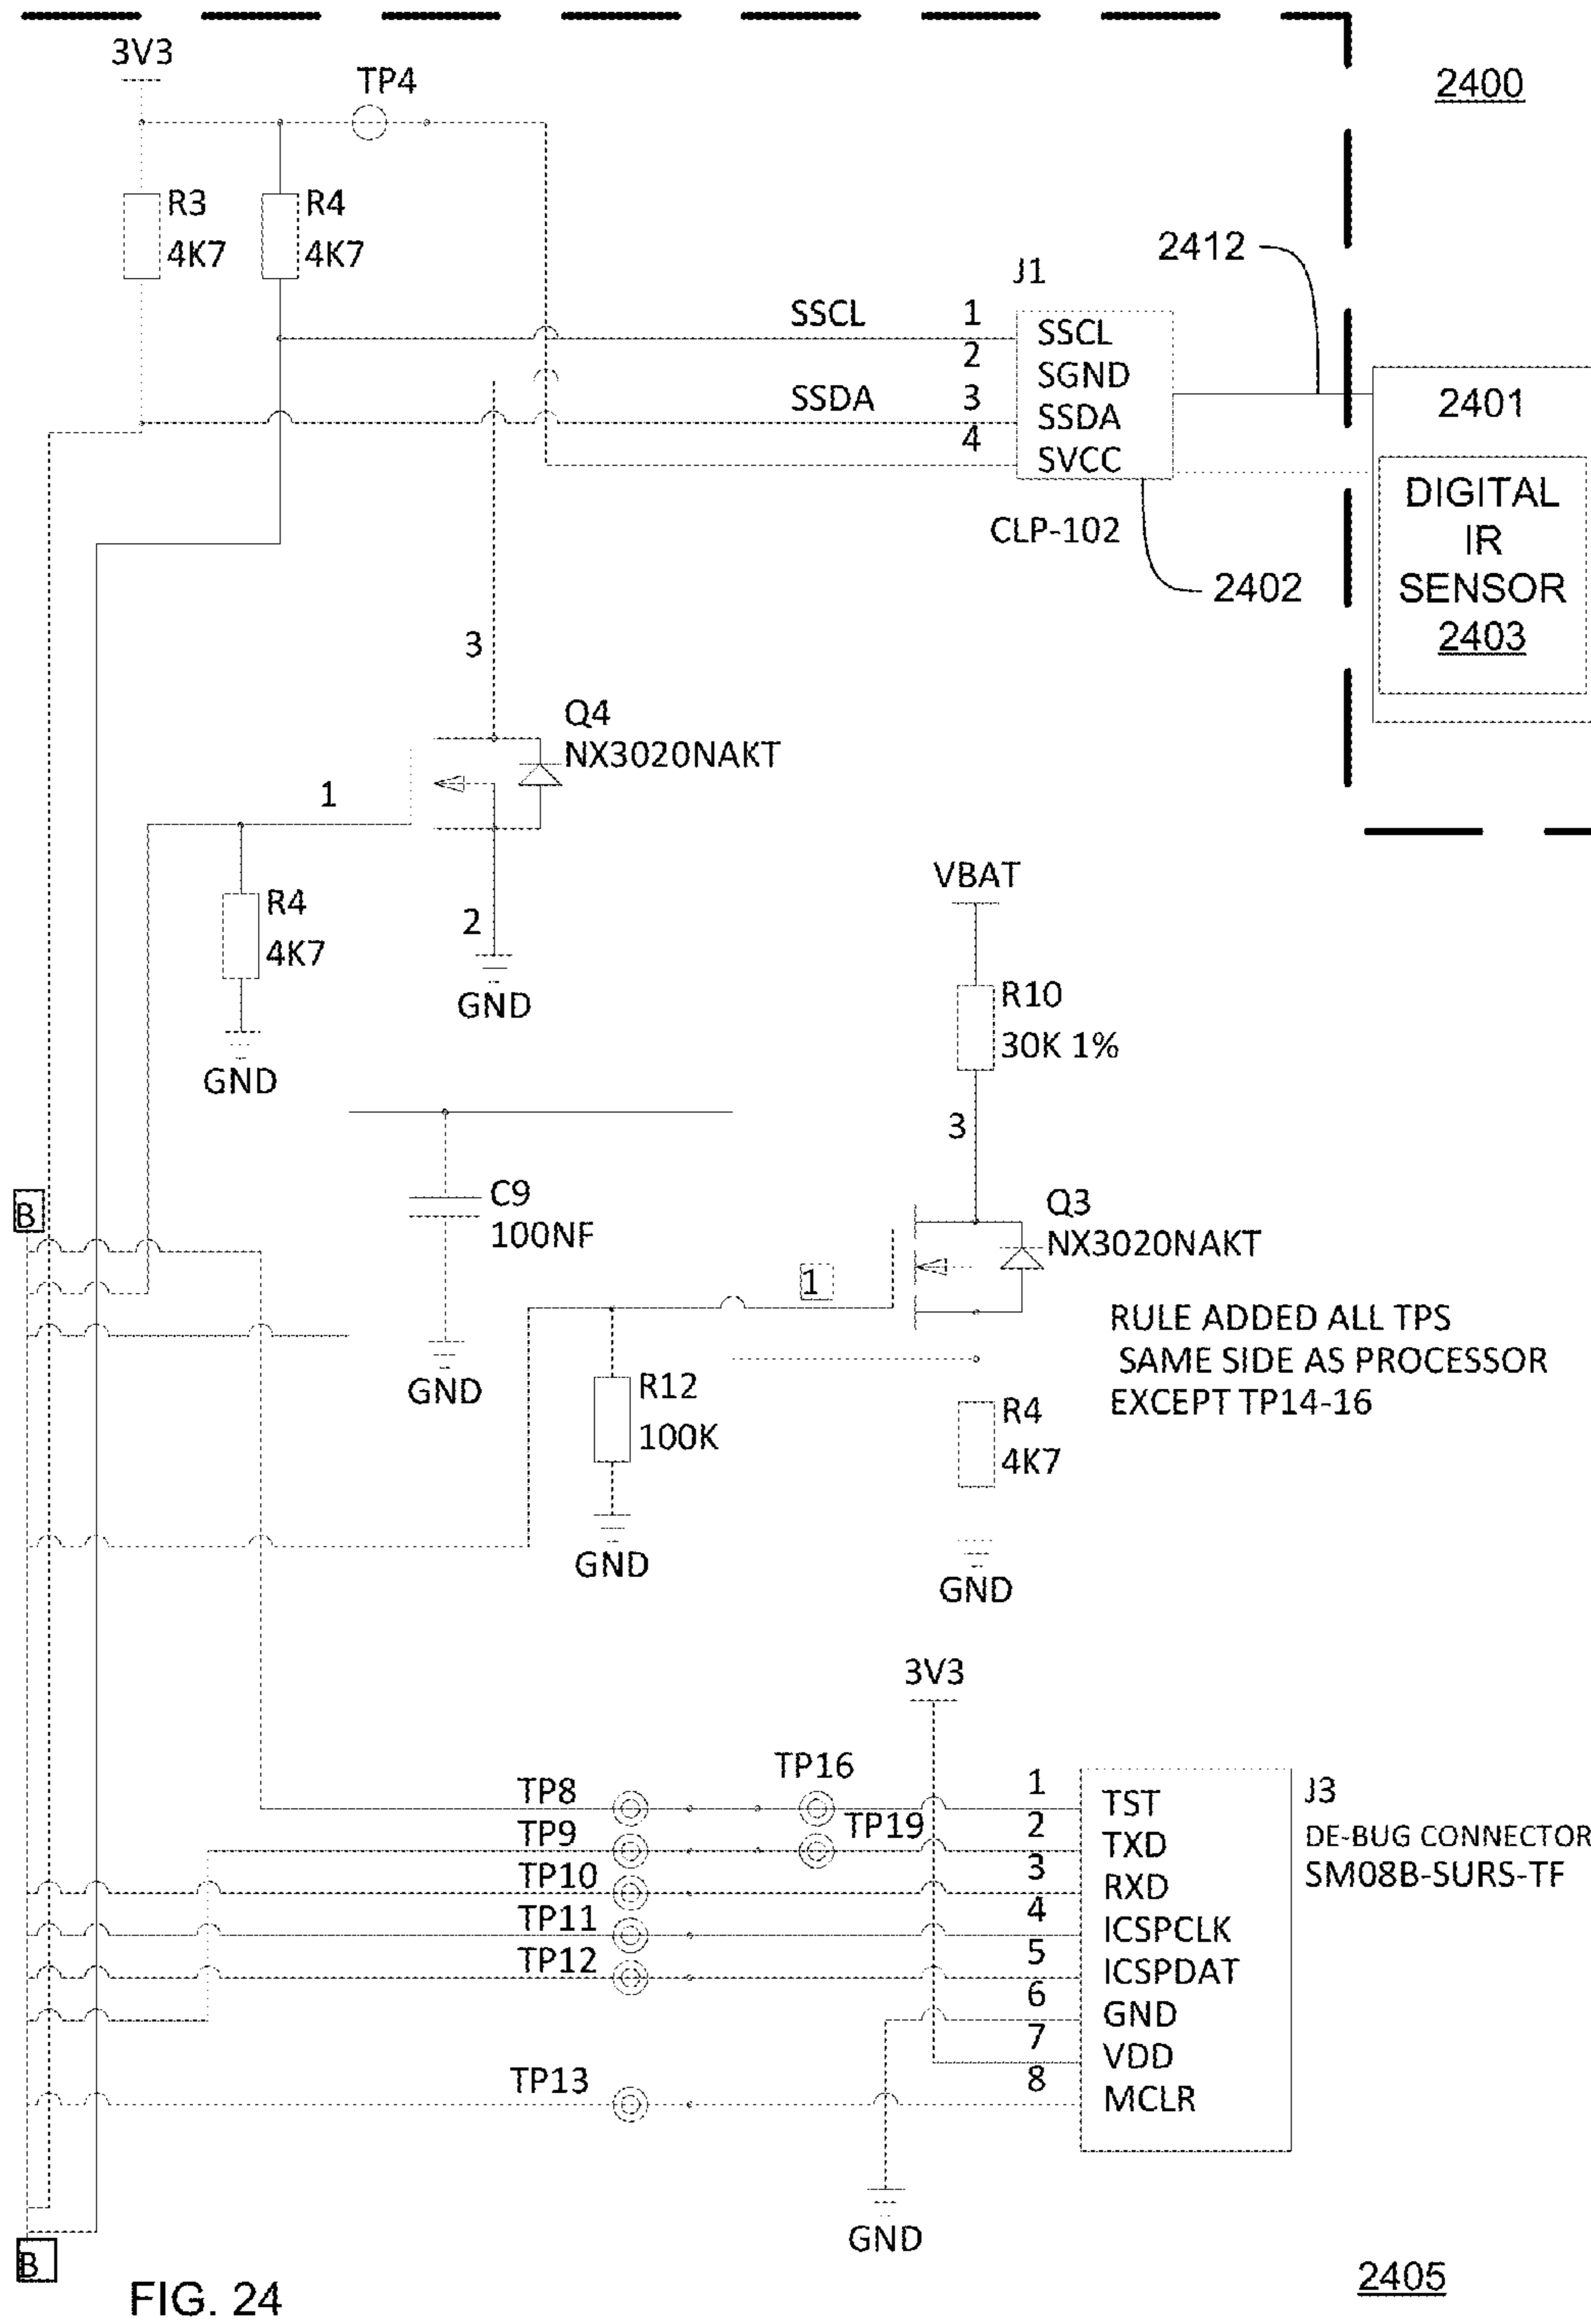 3V3
TP4
2400
R3
4K7
R4
4K7
2412
J1
SSCL
1
SSCL
2
SGND
SSDA
3
SSDA
4
SVCC
2401
DIGITAL
IR
SENSOR
2403
CLP-102
2402
3
Q4
NX3020NAKT
1
R4
4K7
2
GND
GND
VBAT
R10
30K 1%
3
B
C9
100NF
GND
Q3
NX3020NAKT
1
RULE ADDED ALL TPS
SAME SIDE AS PROCESSOR
EXCEPT TP14-16
R12
100K
GND
R4
4K7
GND
3V3
TP8
TP16
1
TST
J3
TP9
TP19
2
TXD
DE-BUG CONNECTOR
TP10
3
RXD
SM08B-SURS-TF
TP11
4
ICSPCLK
TP12
5
ICSPDAT
6
GND
7
VDD
TP13
8
MCLR
GND
B
2405
FIG. 24